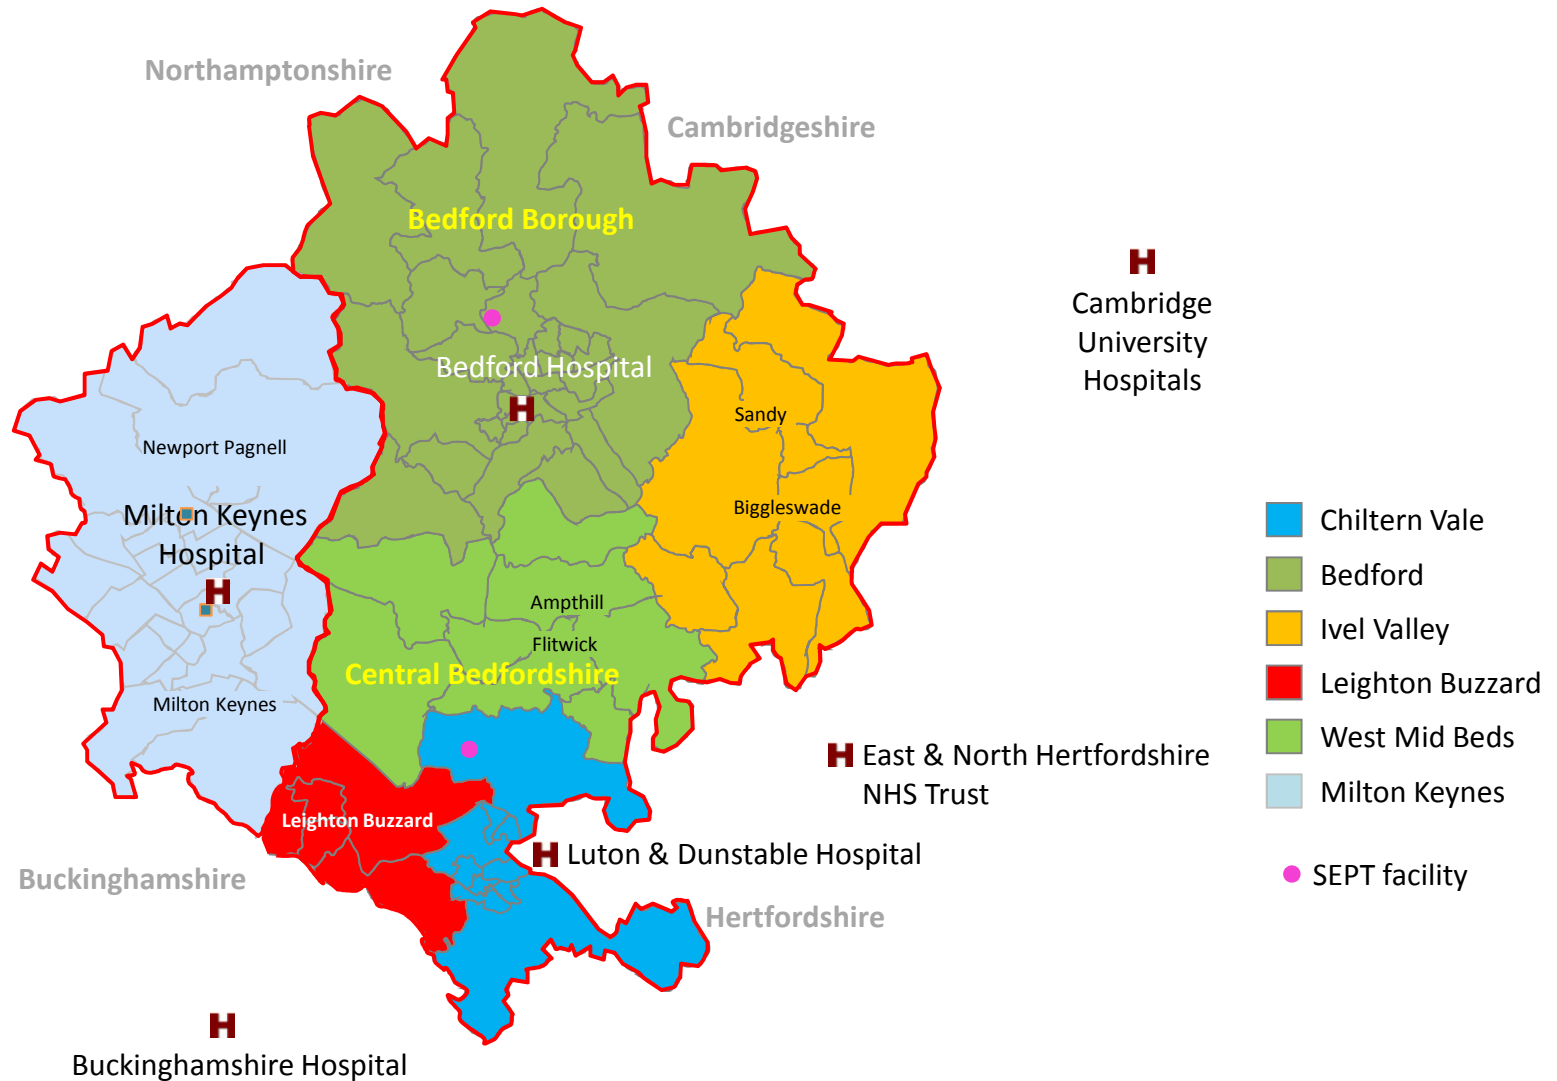 Northamptonshire
Cambridgeshire
Bedford Borough
H
Cambridge
University
Hospitals
Bedford Hospital
H
Sandy
Newport Pagnell
Biggleswade
Milton Keynes
Hospital
H
Ampthill
Flitwick
Central Bedfordshire
Milton Keynes
H East & North Hertfordshire
NHS Trust
Leighton Buzzard
H Luton & Dunstable Hospital
Buckinghamshire
Hertfordshire
H
Buckinghamshire Hospital
Chiltern Vale
Bedford
Ivel Valley
Leighton Buzzard
West Mid Beds
Milton Keynes
SEPT facility